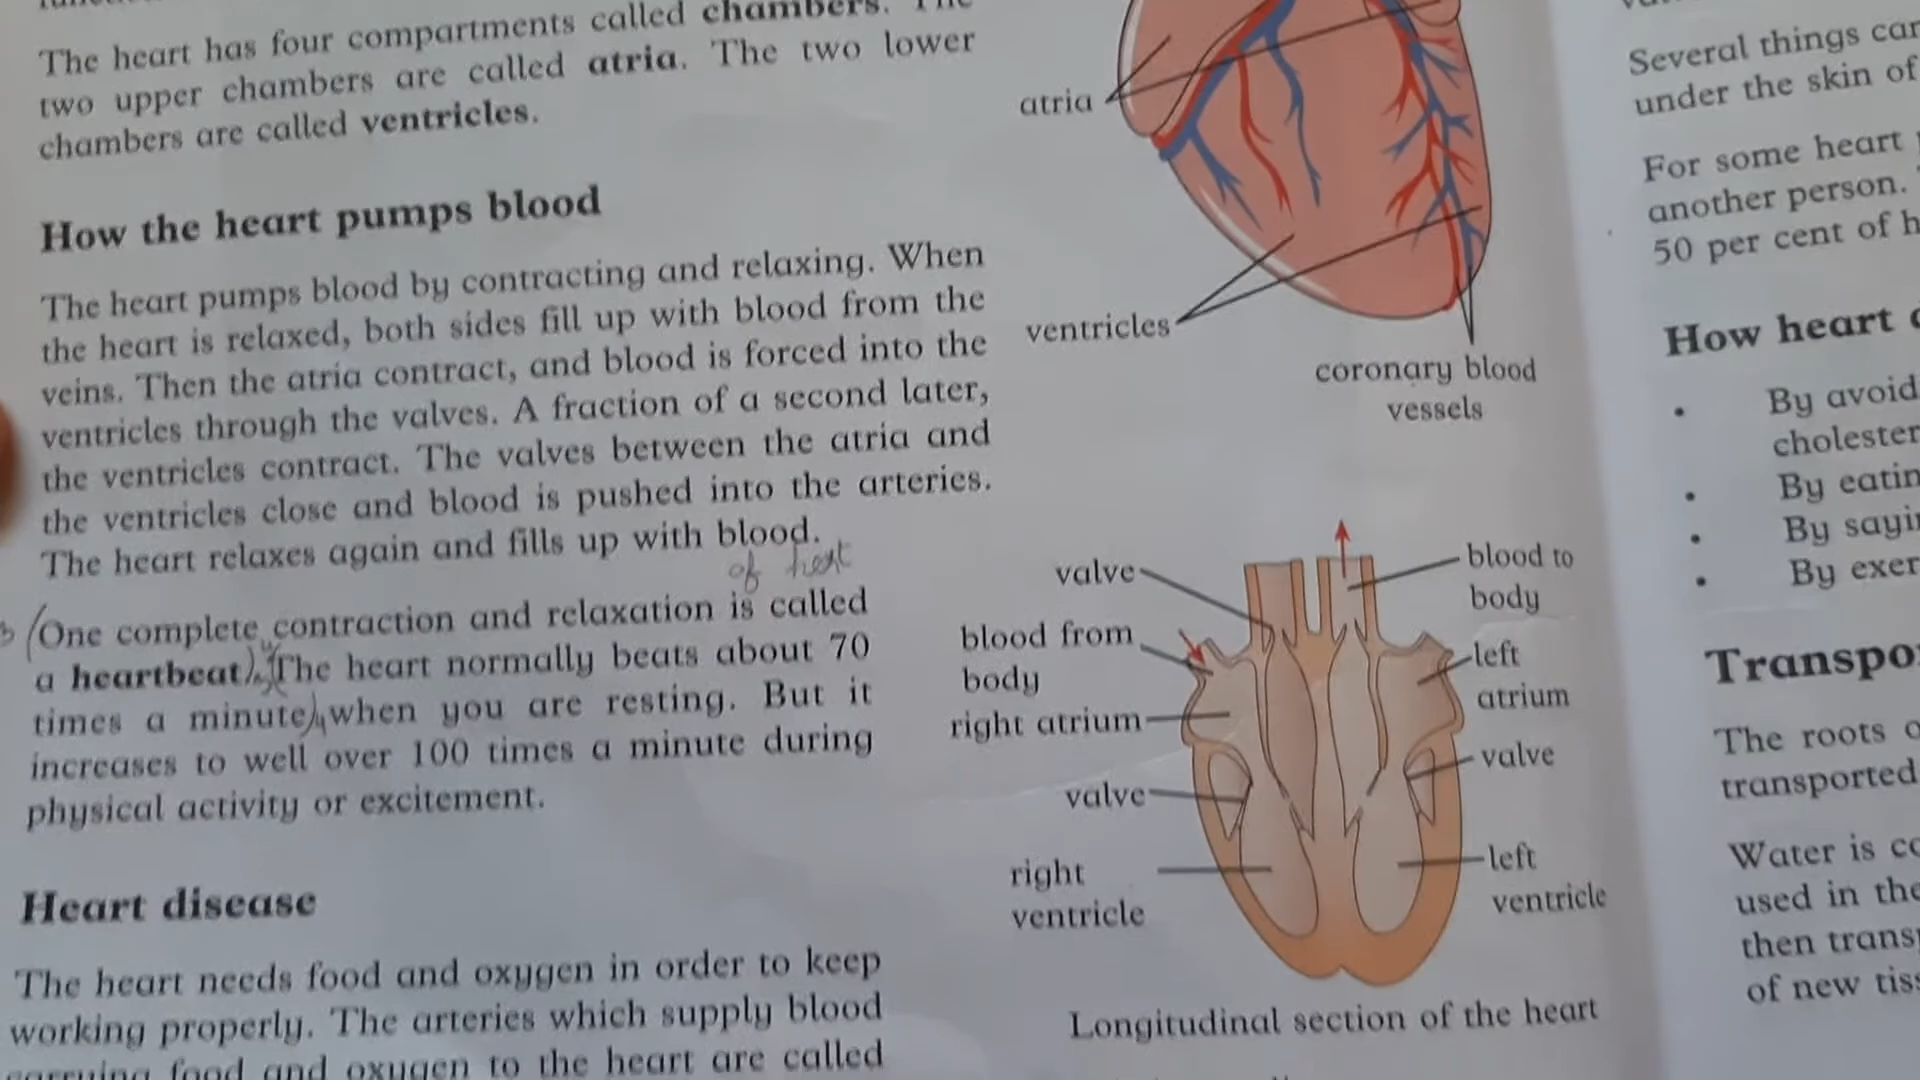 The heart has four compartments called chambers. The
two upper chambers are called atria. The two lower
chambers are called ventricles.
How the heart pumps blood
The heart pumps blood by contracting and relaxing. When
the heart is relaxed, both sides fill up with blood from the
veins. Then the atria contract, and blood is forced into the
ventricles through the valves. A fraction of a second later,
the ventricles contract. The valves between the atria and
the ventricles close and blood is pushed into the arteries.
The heart relaxes again and fills up with blood.
of
(One complete contraction and relaxation is called
a heartbeat). The heart normally beats about 70
times a minute) when you are resting. But it
increases to well over 100 times a minute during
physical activity or excitement.
Heart disease
The heart needs food and oxygen in order to keep
working properly. The arteries which supply blood
carrying food and oxygen to the heart are called
atria
ventricles
coronary blood
vessels
valve
blood to
body
blood from
body
left
atrium
right atrium
valve
valve
right
ventricle
left
ventricle
Longitudinal section of the heart
Several things
under the skin of
For some heart
another person.
50 per cent of
How heart
• By
• By
• By
• By
The roots
transported
Water is
used in the
then
of new